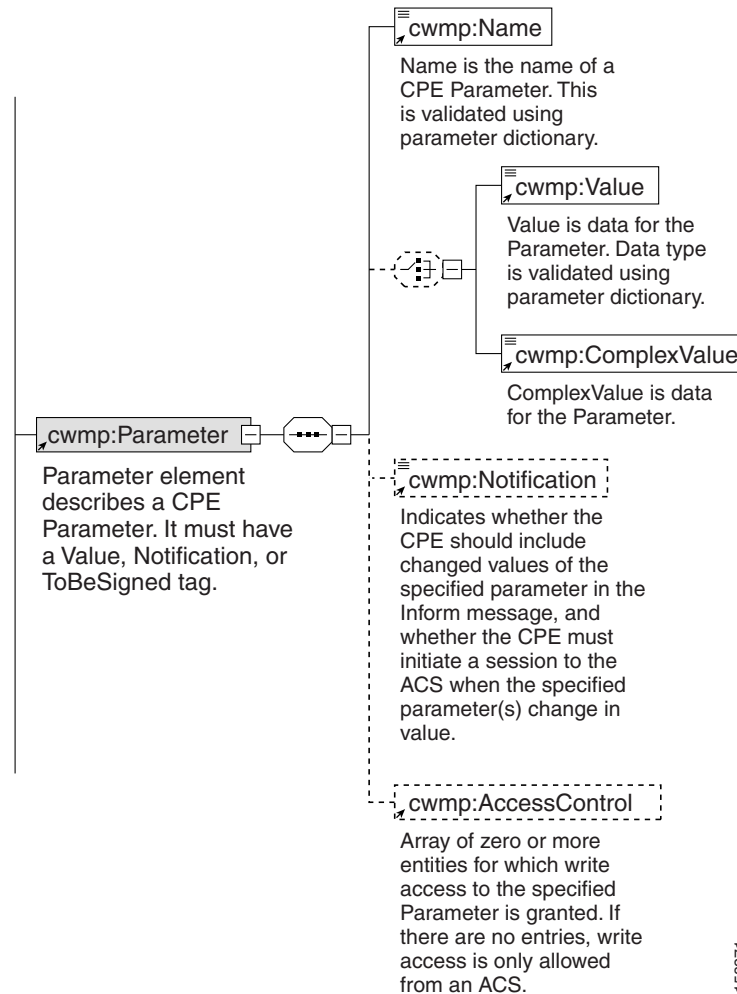 cwmp:Name
Name is the name of a
CPE Parameter. This
is validated using
parameter dictionary.
cwmp:Value
Value is data for the
Parameter. Data type
is validated using
parameter dictionary.
cwmp:ComplexValue
ComplexValue is data
for the Parameter.
cwmp:Parameter
Parameter element
describes a CPE
Parameter. It must have
a Value, Notification, or
ToBeSigned tag.
cwmp:Notification
Indicates whether the
CPE should include
changed values of the
specified parameter in the
Inform message, and
whether the CPE must
initiate a session to the
ACS when the specified
parameter(s) change in
value.
cwmp:AccessControl
Array of zero or more
entities for which write
access to the specified
Parameter is granted. If
there are no entries, write
access is only allowed
from an ACS.